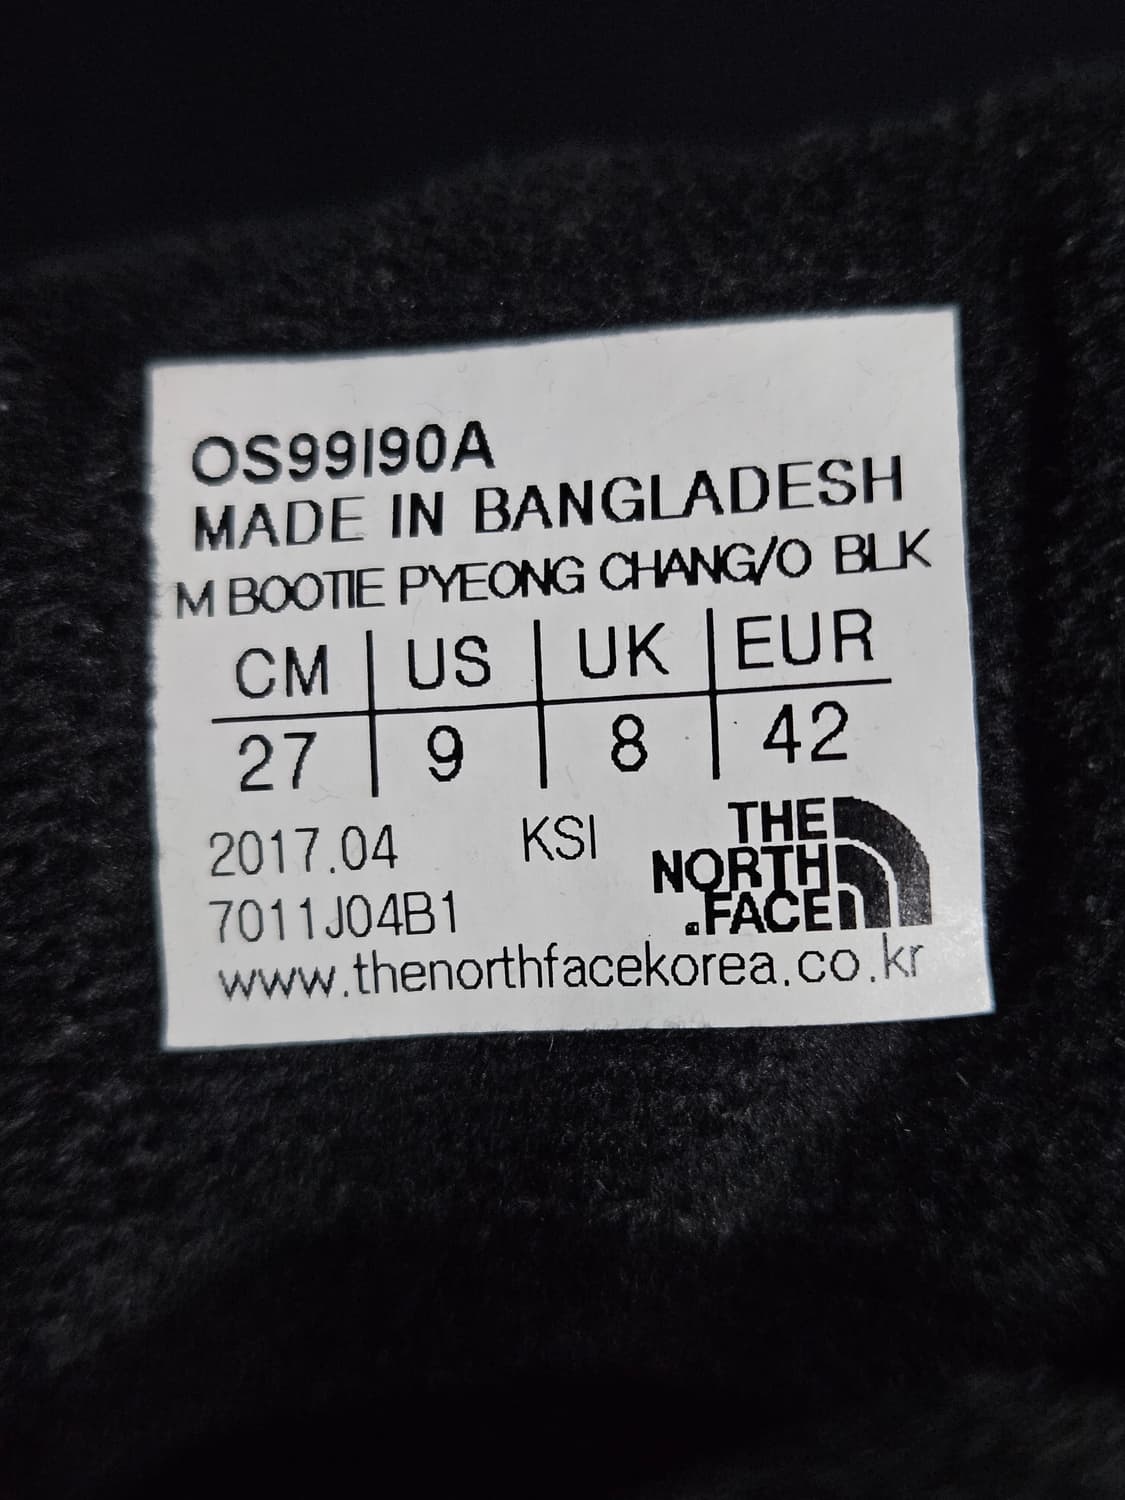 OS99I90A
MADE IN BANGLADESH
M BOOTIE PYEONG CHANG/O BLK
CM US UK EUR
27 9 8 42
2017.04 KSI
7011J04B1
THE
NORTH
FACE
www.thenorthfacekorea.co.kr